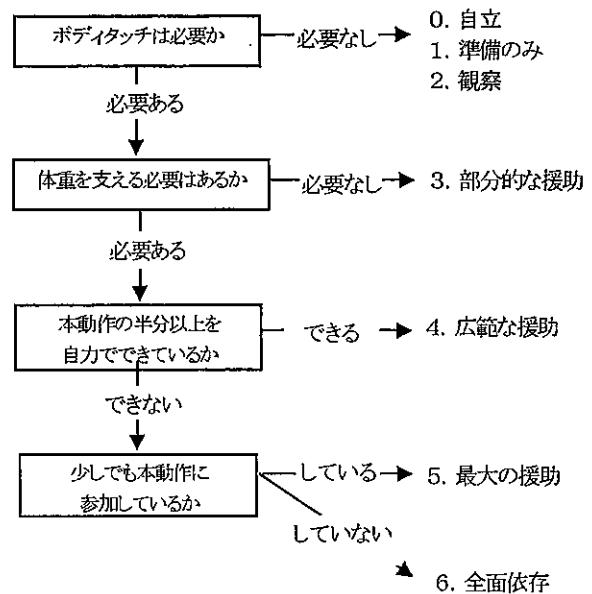 ボディタッチは必要か
必要なし
0. 自立
1. 準備のみ
2. 観察
必要ある
体重を支える必要はあるか
必要なし
3. 部分的な援助
必要ある
本動作の半分以上を
自力でできているか
できる
4. 広範な援助
できない
少しでも本動作に
参加しているか
している
5. 最大の援助
していない
6. 全面依存